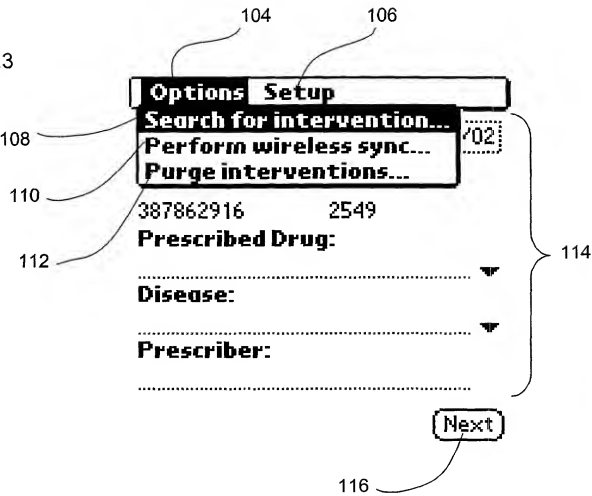 104 106
3
Options Setup
108 Search for intervention...
/02
110 Perform wireless sync...
112 Purge interventions...
387862916 2549
Prescribed Drug:
114
Disease:
Prescriber:
Next
116